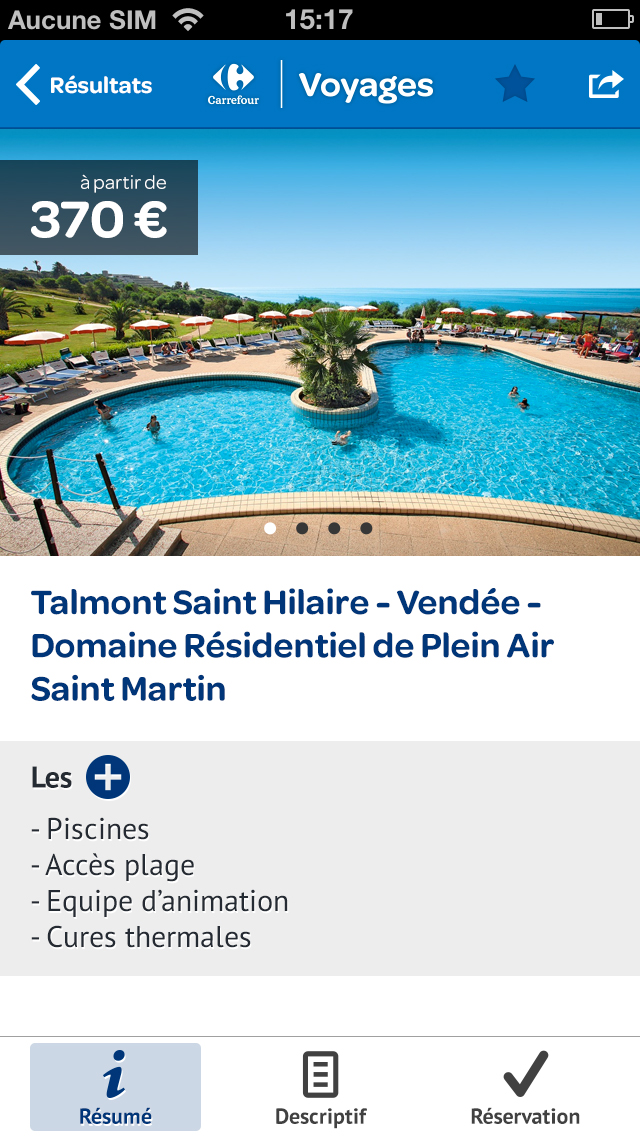 Aucune SIM 15:17
Résultats Carrefour Voyages
à partir de
370 €
Talmont Saint Hilaire - Vendée -
Domaine Résidentiel de Plein Air
Saint Martin
Les +
- Piscines
- Accès plage
- Equipe d’animation
- Cures thermales
Résumé Descriptif Réservation